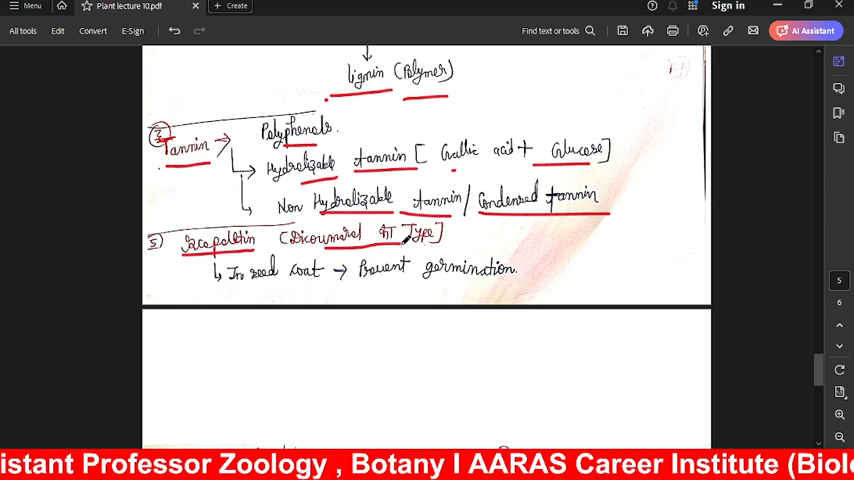 Menu
Plant lecture 10.pdf
Create
Sign in
All tools Edit Convert E-Sign
Find text or tools
AI Assistant
Lignin (Polymer)
Tannin → Polyphenols.
Hydrolizable tannin [ Gallic acid + Glucose]
Non Hydrolizable tannin / Condensed tannin
5) Scopoletin (Dicoumarol का Type]
In seed coat → Prevent germination.
5
6
istant Professor Zoology , Botany I AARAS Career Institute (Biolo